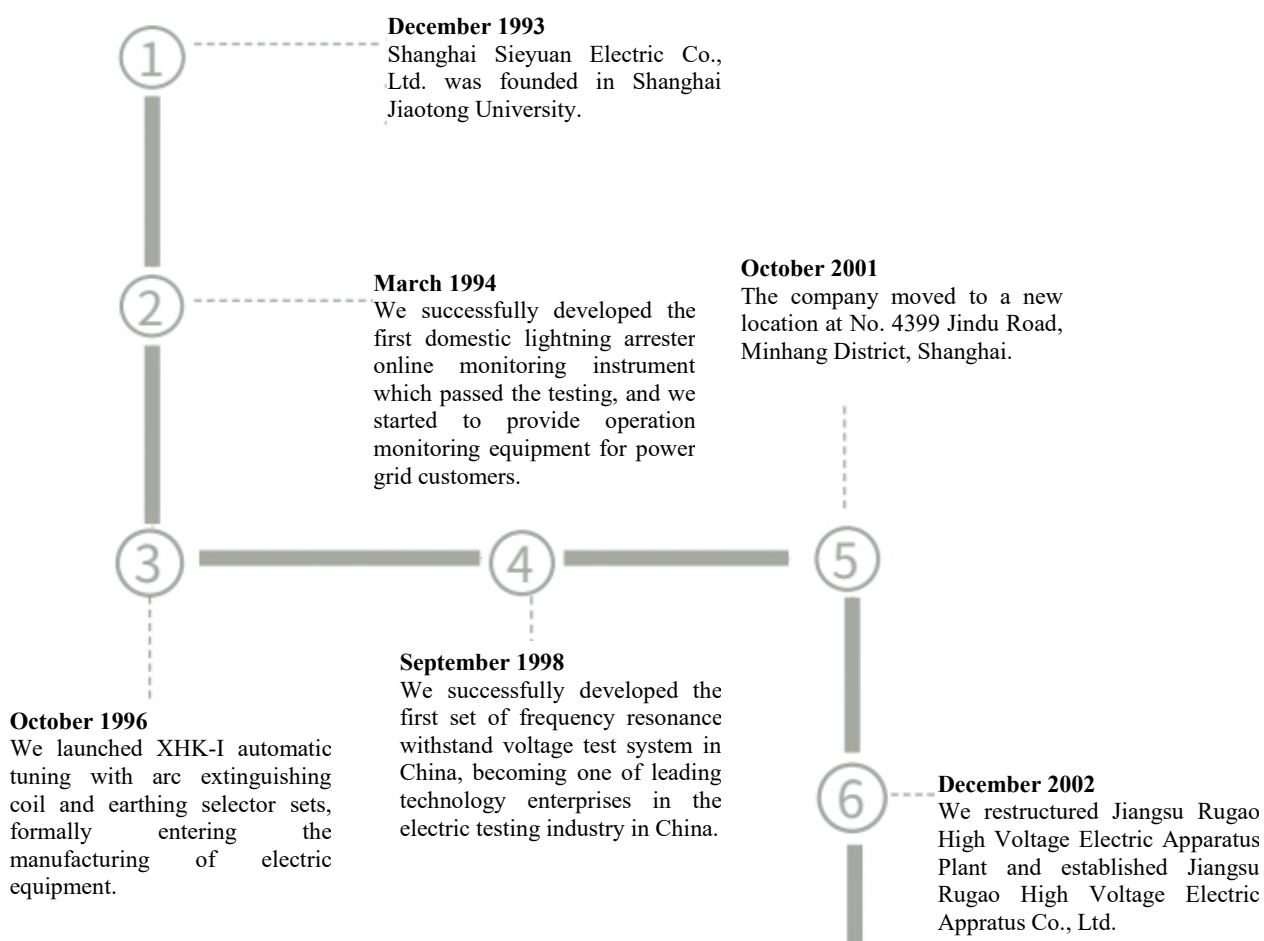 1
December 1993
Shanghai Sieyuan Electric Co.,
Ltd. was founded in Shanghai
Jiaotong University.
2
March 1994
We successfully developed the
first domestic lightning arrester
online monitoring instrument
which passed the testing, and we
started to provide operation
monitoring equipment for power
grid customers.
3
October 1996
We launched XHK-I automatic
tuning with arc extinguishing
coil and earthing selector sets,
formally entering the
manufacturing of electric
equipment.
4
September 1998
We successfully developed the
first set of frequency resonance
withstand voltage test system in
China, becoming one of leading
technology enterprises in the
electric testing industry in China.
5
October 2001
The company moved to a new
location at No. 4399 Jindu Road,
Minhang District, Shanghai.
6
December 2002
We restructured Jiangsu Rugao
High Voltage Electric Apparatus
Plant and established Jiangsu
Rugao High Voltage Electric
Appratus Co., Ltd.